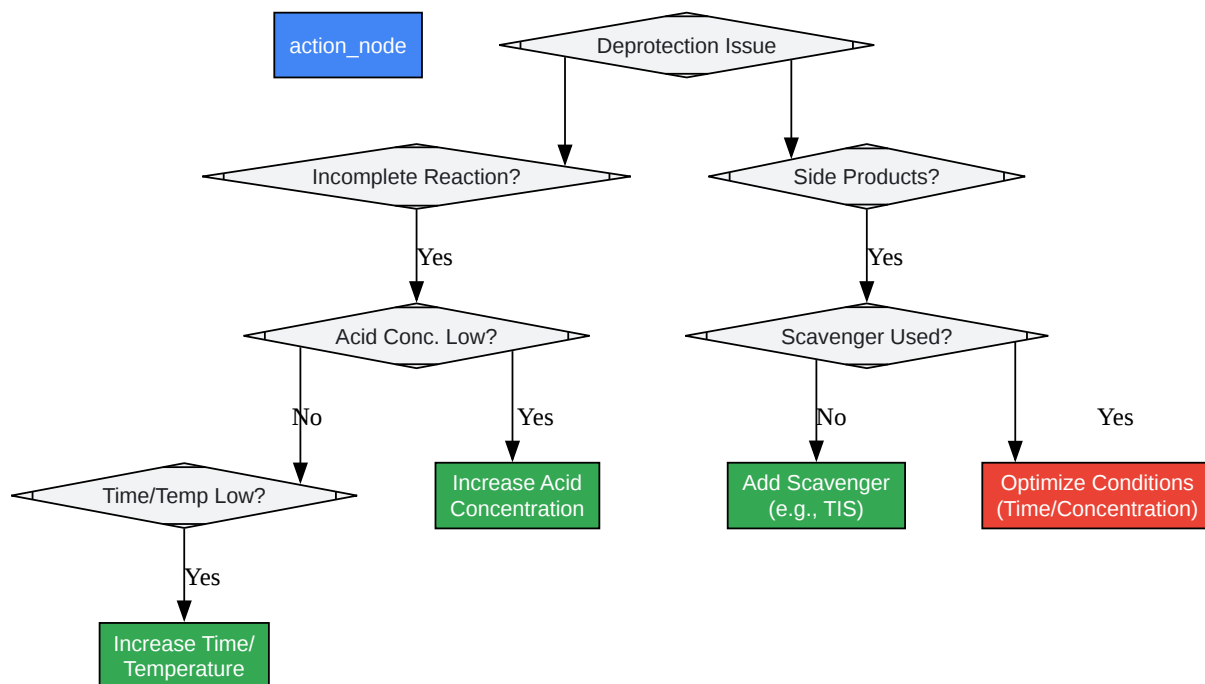 action_node
Deprotection Issue
Incomplete Reaction?
Side Products?
Yes
Yes
Acid Conc. Low?
Scavenger Used?
No
Yes
No
Yes
Time/Temp Low?
Increase Acid
Concentration
Add Scavenger
(e.g., TIS)
Optimize Conditions
(Time/Concentration)
Yes
Increase Time/
Temperature